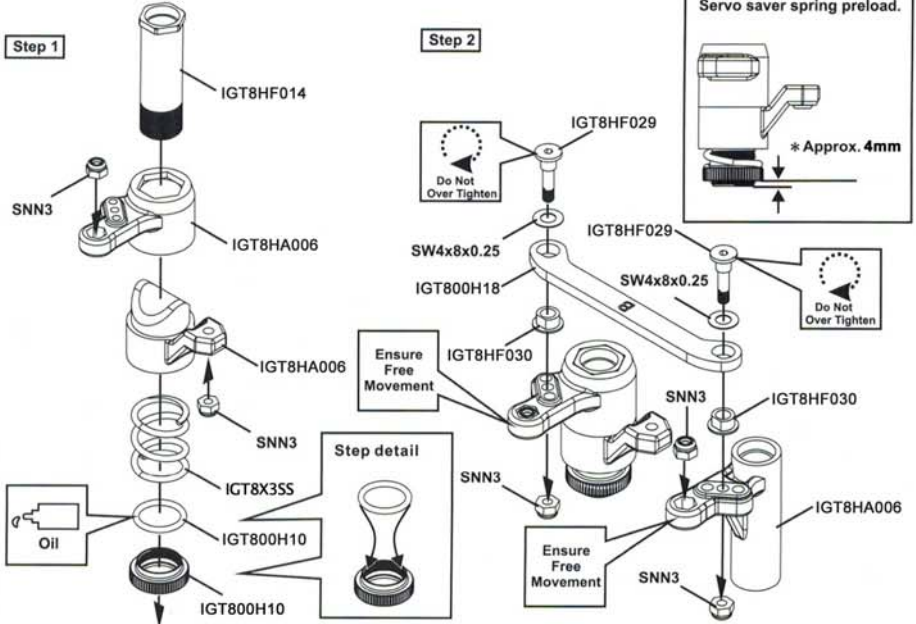 Step 1
IGT8HF014
SNN3
IGT8HA006
IGT8HA006
SNN3
IGT8X3SS
Oil
IGT800H10
IGT800H10
Step detail
Step 2
Servo saver spring preload.
* Approx. 4mm
IGT8HF029
Do Not
Over Tighten
SW4x8x0.25
IGT800H18
IGT8HF029
SW4x8x0.25
Do Not
Over Tighten
IGT8HF030
Ensure
Free
Movement
SNN3
IGT8HF030
SNN3
IGT8HA006
Ensure
Free
Movement
SNN3